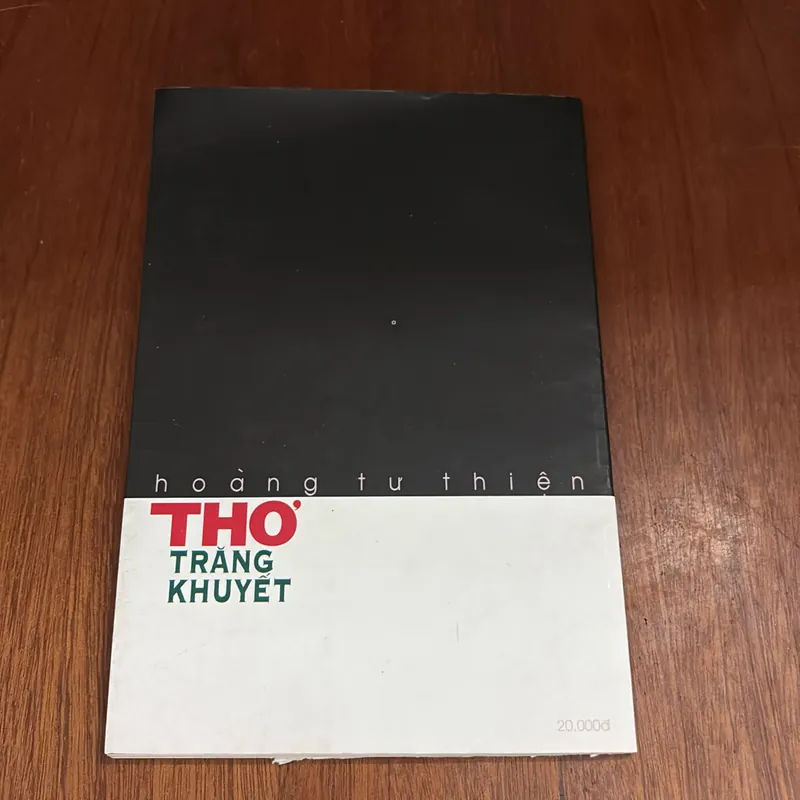 hoàng tư thiện
THƠ
TRĂNG
KHUYẾT
20.000đ